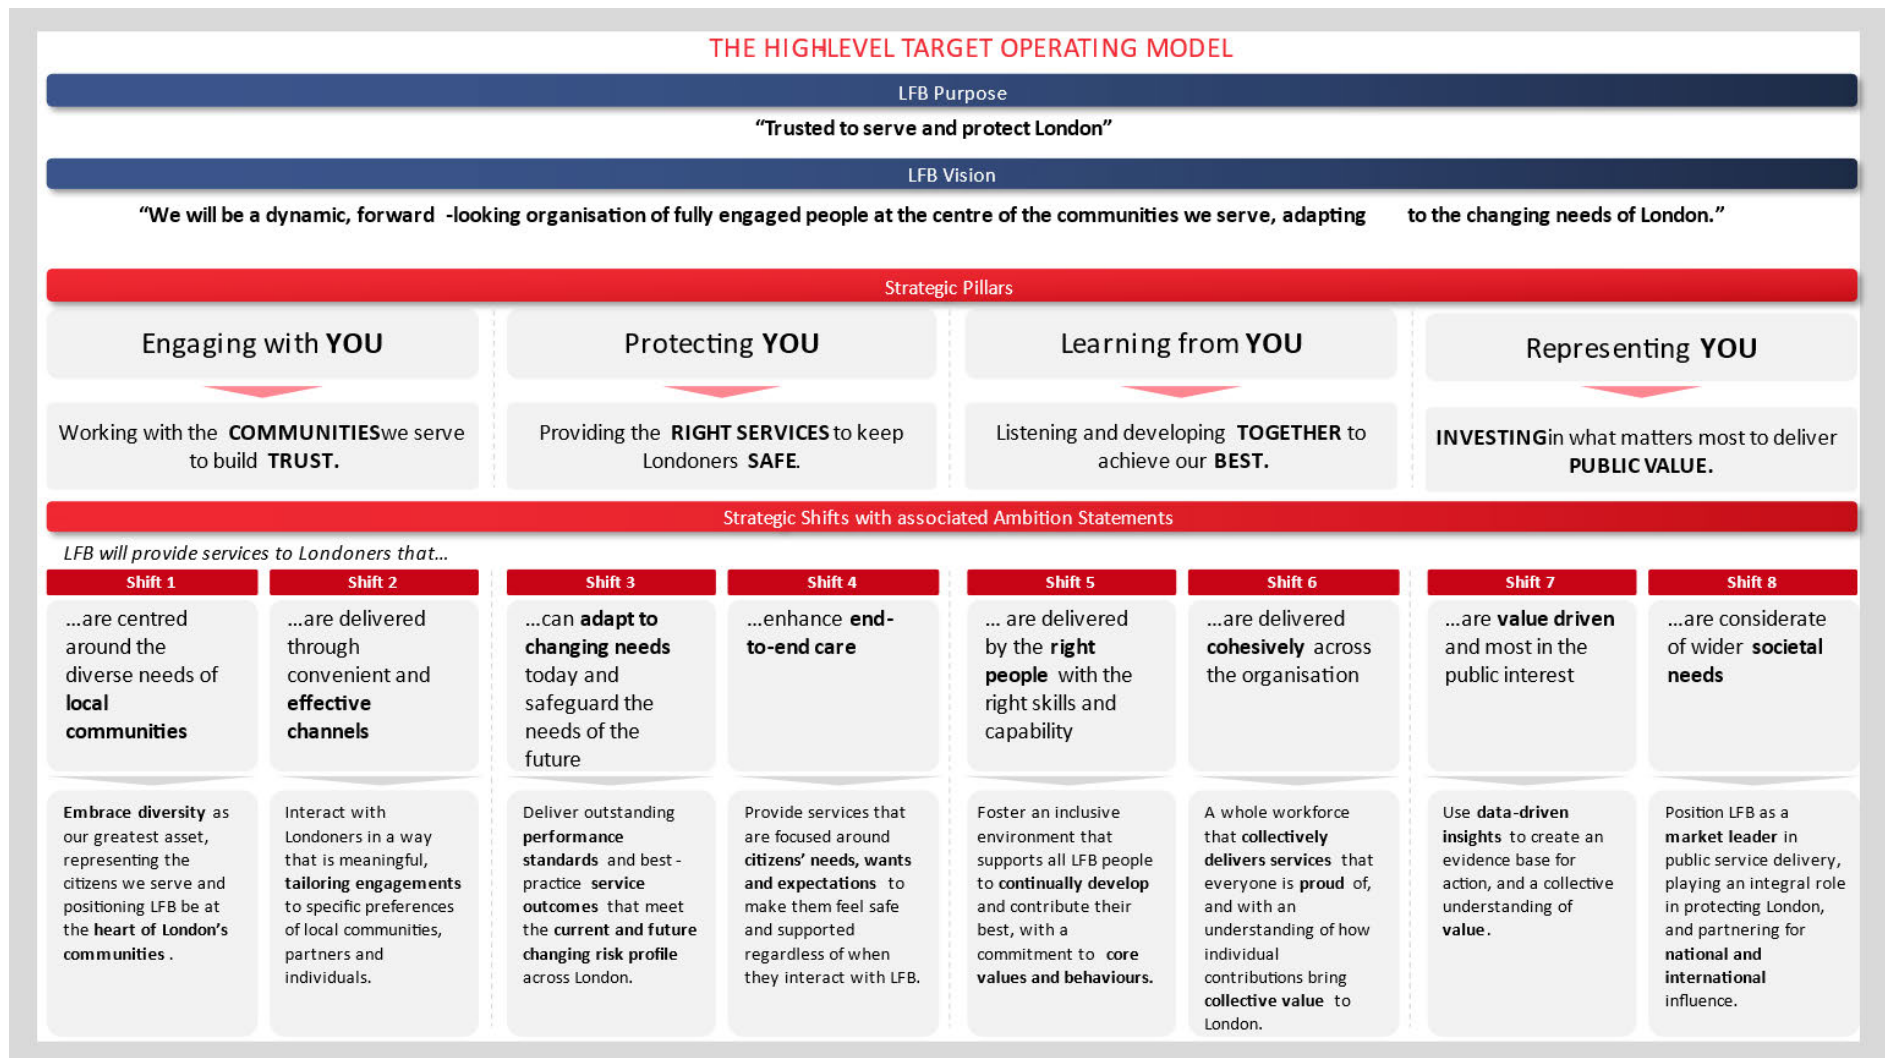 THE HIGH-LEVEL TARGET OPERATING MODEL
LFB Purpose
“Trusted to serve and protect London”
LFB Vision
“We will be a dynamic, forward -looking organisation of fully engaged people at the centre of the communities we serve, adapting to the changing needs of London.”
Strategic Pillars
Engaging with YOU
Working with the COMMUNITIES we serve
to build TRUST.
Protecting YOU
Providing the RIGHT SERVICES to keep
Londoners SAFE.
Learning from YOU
Listening and developing TOGETHER to
achieve our BEST.
Representing YOU
INVESTING in what matters most to deliver
PUBLIC VALUE.
Strategic Shifts with associated Ambition Statements
LFB will provide services to Londoners that...
Shift 1
...are centred
around the
diverse needs of
local
communities
Embrace diversity as
our greatest asset,
representing the
citizens we serve and
positioning LFB be at
the heart of London’s
communities .
Shift 2
...are delivered
through
convenient and
effective
channels
Interact with
Londoners in a way
that is meaningful,
tailoring engagements
to specific preferences
of local communities,
partners and
individuals.
Shift 3
...can adapt to
changing needs
today and
safeguard the
needs of the
future
Deliver outstanding
performance
standards and best -
practice service
outcomes that meet
the current and future
changing risk profile
across London.
Shift 4
...enhance end-
to-end care
Provide services that
are focused around
citizens’ needs, wants
and expectations to
make them feel safe
and supported
regardless of when
they interact with LFB.
Shift 5
... are delivered
by the right
people with the
right skills and
capability
Foster an inclusive
environment that
supports all LFB people
to continually develop
and contribute their
best, with a
commitment to core
values and behaviours.
Shift 6
...are delivered
cohesively across
the organisation
A whole workforce
that collectively
delivers services that
everyone is proud of,
and with an
understanding of how
individual
contributions bring
collective value to
London.
Shift 7
...are value driven
and most in the
public interest
Use data-driven
insights to create an
evidence base for
action, and a collective
understanding of
value.
Shift 8
...are considerate
of wider societal
needs
Position LFB as a
market leader in
public service delivery,
playing an integral role
in protecting London,
and partnering for
national and
international
influence.